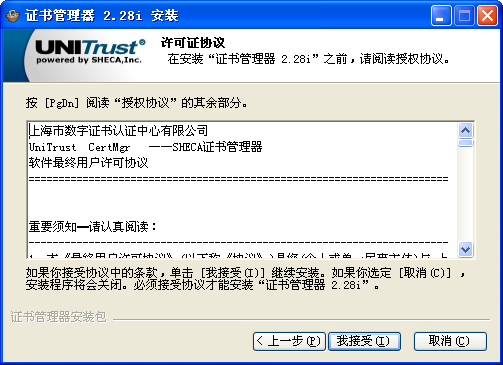 证书管理器 2.28i 安装
UNITrust®
powered by SHECA,Inc.
许可证协议
在安装“证书管理器 2.28i”之前，请阅读授权协议。
按 [PgDn] 阅读“授权协议”的其余部分。
上海市数字证书认证中心有限公司
UniTrust CertMgr ——SHECA证书管理器
软件最终用户许可协议
======================================================================
重要须知—请认真阅读：
----------------------------------------------------------------------
如果你接受协议中的条款，单击 [我接受(I)] 继续安装。如果你选定 [取消(C)] ，
安装程序将会关闭。必须接受协议才能安装“证书管理器 2.28i”。
证书管理器安装包
< 上一步(P)
我接受(I)
取消(C)